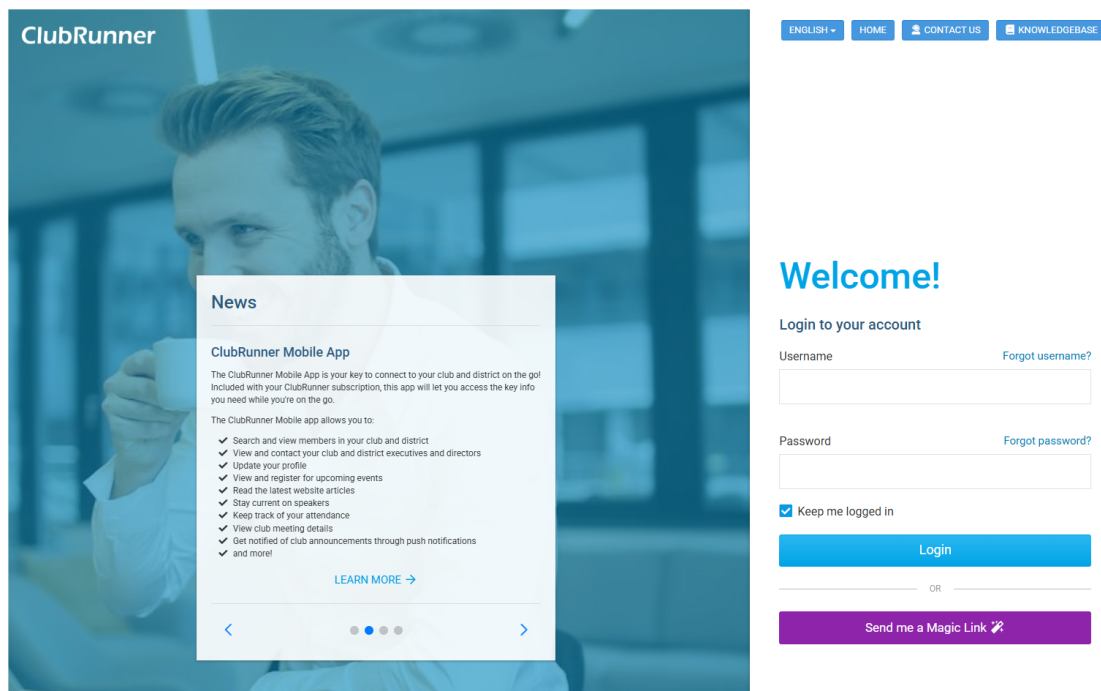 ClubRunner
ENGLISH
HOME
CONTACT US
KNOWLEDGEBASE
News
ClubRunner Mobile App
The ClubRunner Mobile App is your key to connect to your club and district on the go!
Included with your ClubRunner subscription, this app will let you access the key info
you need while you're on the go.
The ClubRunner Mobile app allows you to:
Search and view members in your club and district
View and contact your club and district executives and directors
Update your profile
View and register for upcoming events
Read the latest website articles
Stay current on speakers
Keep track of your attendance
View club meeting details
Get notified of club announcements through push notifications
and more!
LEARN MORE
Welcome!
Login to your account
Username
Forgot username?
Password
Forgot password?
Keep me logged in
Login
OR
Send me a Magic Link